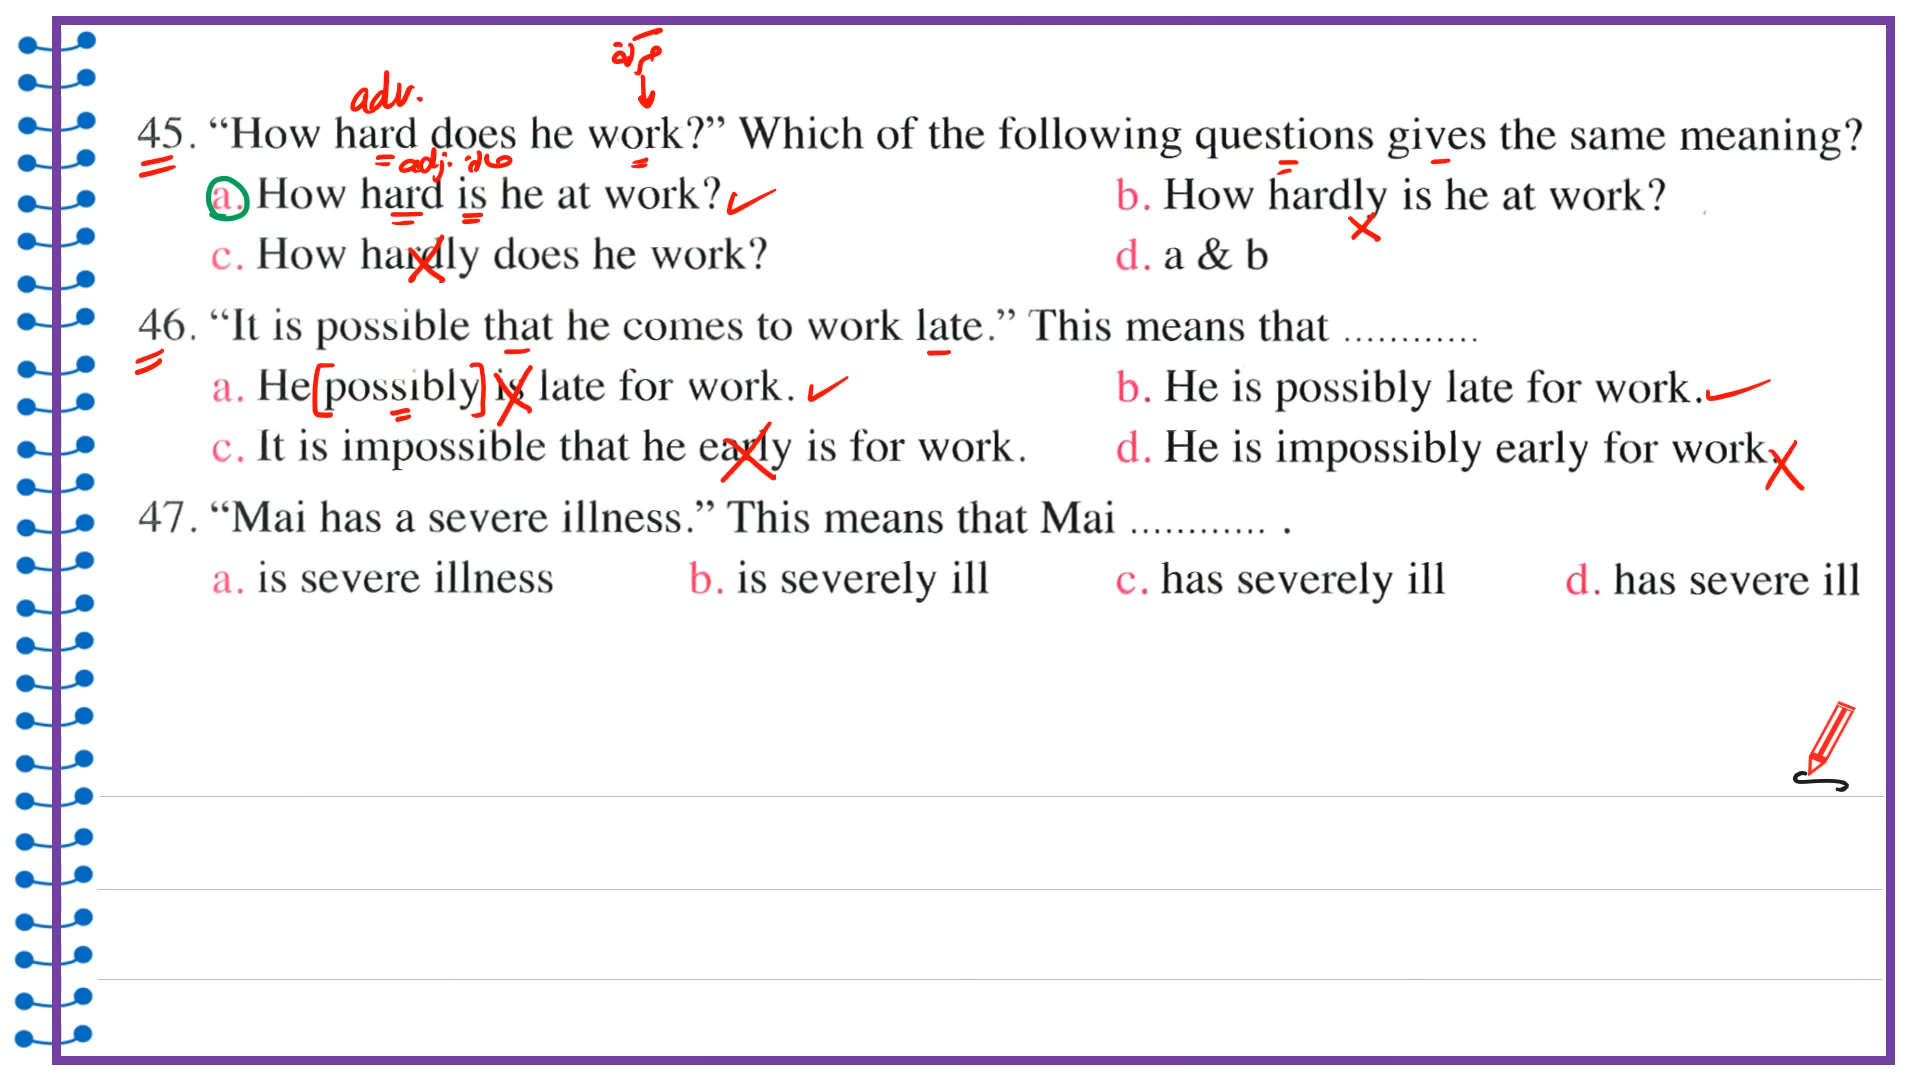 adv.
45. “How hard does he work?” Which of the following questions gives the same meaning?
adj.
a. How hard is he at work?
b. How hardly is he at work?
c. How hardly does he work?
d. a & b
46. “It is possible that he comes to work late.” This means that ............
a. He [possibly] is late for work.
b. He is possibly late for work.
c. It is impossible that he early is for work.
d. He is impossibly early for work.
47. “Mai has a severe illness.” This means that Mai ............ .
a. is severe illness
b. is severely ill
c. has severely ill
d. has severe ill